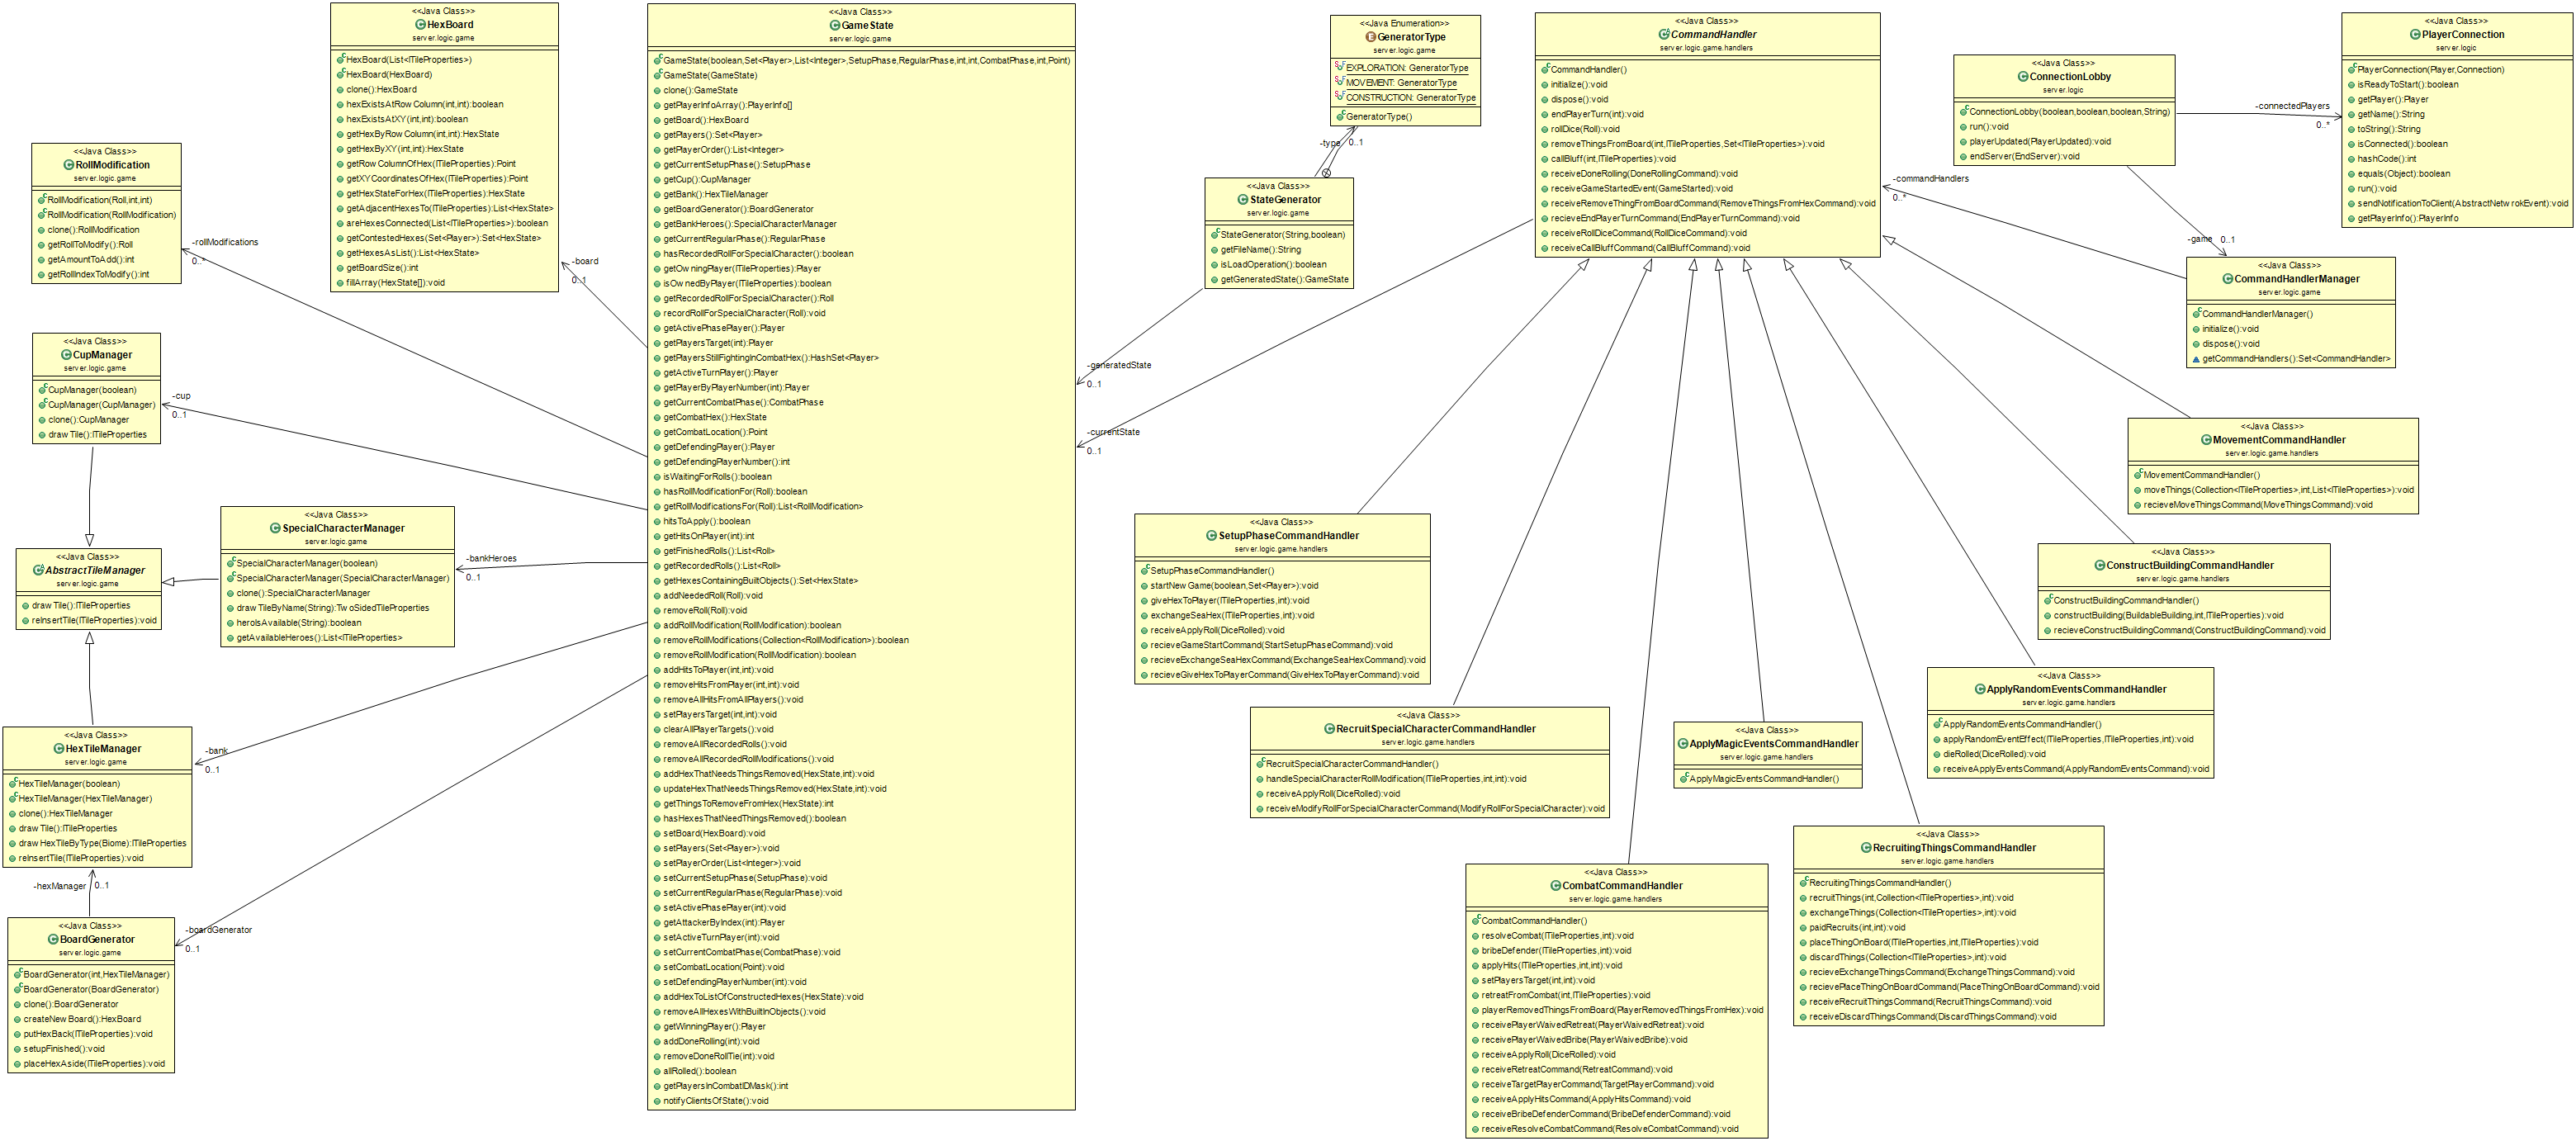 <<Java Class>>
HexBoard
server.logic.game
HexBoard(List<ITileProperties>)
HexBoard(HexBoard)
clone():HexBoard
hexExistsAtRowColumn(int,int):boolean
hexExistsAtXY(int,int):boolean
getHexByRowColumn(int,int):HexState
getHexByXY(int,int):HexState
getRowColumnOfHex(ITileProperties):Point
getXYCoordinatesOfHex(ITileProperties):Point
getHexStateForHex(ITileProperties):HexState
getAdjacentHexesTo(ITileProperties):List<HexState>
areHexesConnected(List<ITileProperties>):boolean
getContestedHexes(Set<Player>):Set<HexState>
getHexesAsList():List<HexState>
getBoardSize():int
fillArray(HexState[]):void
<<Java Class>>
GameState
server.logic.game
GameState(boolean,Set<Player>,List<Integer>,SetupPhase,RegularPhase,int,int,CombatPhase,int,Point)
GameState(GameState)
clone():GameState
getPlayerInfoArray():PlayerInfo[]
getBoard():HexBoard
getPlayers():Set<Player>
getPlayerOrder():List<Integer>
getCurrentSetupPhase():SetupPhase
getCup():CupManager
getBank():HexTileManager
getBoardGenerator():BoardGenerator
getBankHeroes():SpecialCharacterManager
getCurrentRegularPhase():RegularPhase
hasRecordedRollForSpecialCharacter():boolean
getOwningPlayer(ITileProperties):Player
isOwnedByPlayer(ITileProperties):boolean
getRecordedRollForSpecialCharacter():Roll
recordRollForSpecialCharacter(Roll):void
getActivePhasePlayer():Player
getPlayersTarget(int):Player
getPlayersStillFightingInCombatHex():HashSet<Player>
getActiveTurnPlayer():Player
getPlayerByPlayerNumber(int):Player
getCurrentCombatPhase():CombatPhase
getCombatHex():HexState
getCombatLocation():Point
getDefendingPlayer():Player
getDefendingPlayerNumber():int
isWaitingForRolls():boolean
hasRollModificationFor(Roll):boolean
getRollModificationsFor(Roll):List<RollModification>
hitsToApply():boolean
getHitsOnPlayer(int):int
getFinishedRolls():List<Roll>
getRecordedRolls():List<Roll>
getHexesContainingBuiltObjects():Set<HexState>
addNeededRoll(Roll):void
removeRoll(Roll):void
addRollModification(RollModification):boolean
removeRollModifications(Collection<RollModification>):boolean
removeRollModification(RollModification):boolean
addHitsToPlayer(int,int):void
removeHitsFromPlayer(int,int):void
removeAllHitsFromAllPlayers():void
setPlayersTarget(int,int):void
clearAllPlayerTargets():void
removeAllRecordedRolls():void
removeAllRecordedRollModifications():void
addHexThatNeedsThingsRemoved(HexState,int):void
updateHexThatNeedsThingsRemoved(HexState,int):void
getThingsToRemoveFromHex(HexState):int
hasHexesThatNeedThingsRemoved():boolean
setBoard(HexBoard):void
setPlayers(Set<Player>):void
setPlayerOrder(List<Integer>):void
setCurrentSetupPhase(SetupPhase):void
setCurrentRegularPhase(RegularPhase):void
setActivePhasePlayer(int):void
getAttackerByIndex(int):Player
setActiveTurnPlayer(int):void
setCurrentCombatPhase(CombatPhase):void
setCombatLocation(Point):void
setDefendingPlayerNumber(int):void
addHexToListOfConstructedHexes(HexState):void
removeAllHexesWithBuiltInObjects():void
getWinningPlayer():Player
addDoneRolling(int):void
removeDoneRollTie(int):void
allRolled():boolean
getPlayersInCombatIDMask():int
notifyClientsOfState():void
<<Java Enumeration>>
GeneratorType
server.logic.game
EXPLORATION: GeneratorType
MOVEMENT: GeneratorType
CONSTRUCTION: GeneratorType
GeneratorType()
-type
0..1
<<Java Class>>
StateGenerator
server.logic.game
StateGenerator(String,boolean)
getFileName():String
isLoadOperation():boolean
getGeneratedState():GameState
-generatedState
0..1
-currentState
0..1
<<Java Class>>
CommandHandler
server.logic.game.handlers
CommandHandler()
initialize():void
dispose():void
endPlayerTurn(int):void
rollDice(Roll):void
removeThingsFromBoard(int,ITileProperties,Set<ITileProperties>):void
callBluff(int,ITileProperties):void
receiveDoneRolling(DoneRollingCommand):void
receiveGameStartedEvent(GameStarted):void
receiveRemoveThingFromBoardCommand(RemoveThingsFromHexCommand):void
recieveEndPlayerTurnCommand(EndPlayerTurnCommand):void
receiveRollDiceCommand(RollDiceCommand):void
receiveCallBluffCommand(CallBluffCommand):void
-commandHandlers
0..*
<<Java Class>>
ConnectionLobby
server.logic
ConnectionLobby(boolean,boolean,boolean,String)
run():void
playerUpdated(PlayerUpdated):void
endServer(EndServer):void
-connectedPlayers
0..*
<<Java Class>>
PlayerConnection
server.logic
PlayerConnection(Player,Connection)
isReadyToStart():boolean
getPlayer():Player
getName():String
toString():String
isConnected():boolean
hashCode():int
equals(Object):boolean
run():void
sendNotificationToClient(AbstractNetwrokEvent):void
getPlayerInfo():PlayerInfo
-game
0..1
<<Java Class>>
CommandHandlerManager
server.logic.game
CommandHandlerManager()
initialize():void
dispose():void
getCommandHandlers():Set<CommandHandler>
<<Java Class>>
RollModification
server.logic.game
RollModification(Roll,int,int)
RollModification(RollModification)
clone():RollModification
getRollToModify():Roll
getAmountToAdd():int
getRollIndexToModify():int
-rollModifications
0..*
-board
0..1
<<Java Class>>
CupManager
server.logic.game
CupManager(boolean)
CupManager(CupManager)
clone():CupManager
drawTile():ITileProperties
-cup
0..1
<<Java Class>>
AbstractTileManager
server.logic.game
drawTile():ITileProperties
reInsertTile(ITileProperties):void
<<Java Class>>
SpecialCharacterManager
server.logic.game
SpecialCharacterManager(boolean)
SpecialCharacterManager(SpecialCharacterManager)
clone():SpecialCharacterManager
drawTileByName(String):TwoSidedTileProperties
heroIsAvailable(String):boolean
getAvailableHeroes():List<ITileProperties>
-bankHeroes
0..1
<<Java Class>>
HexTileManager
server.logic.game
HexTileManager(boolean)
HexTileManager(HexTileManager)
clone():HexTileManager
drawTile():ITileProperties
drawHexTileByType(Biome):ITileProperties
reInsertTile(ITileProperties):void
-bank
0..1
-hexManager
0..1
<<Java Class>>
BoardGenerator
server.logic.game
BoardGenerator(int,HexTileManager)
BoardGenerator(BoardGenerator)
clone():BoardGenerator
createNewBoard():HexBoard
putHexBack(ITileProperties):void
setupFinished():void
placeHexAside(ITileProperties):void
-boardGenerator
0..1
<<Java Class>>
MovementCommandHandler
server.logic.game.handlers
MovementCommandHandler()
moveThings(Collection<ITileProperties>,int,List<ITileProperties>):void
recieveMoveThingsCommand(MoveThingsCommand):void
<<Java Class>>
SetupPhaseCommandHandler
server.logic.game.handlers
SetupPhaseCommandHandler()
startNewGame(boolean,Set<Player>):void
giveHexToPlayer(ITileProperties,int):void
exchangeSeaHex(ITileProperties,int):void
receiveApplyRoll(DiceRolled):void
recieveGameStartCommand(StartSetupPhaseCommand):void
recieveExchangeSeaHexCommand(ExchangeSeaHexCommand):void
recieveGiveHexToPlayerCommand(GiveHexToPlayerCommand):void
<<Java Class>>
ConstructBuildingCommandHandler
server.logic.game.handlers
ConstructBuildingCommandHandler()
constructBuilding(BuildableBuilding,int,ITileProperties):void
recieveConstructBuildingCommand(ConstructBuildingCommand):void
<<Java Class>>
ApplyRandomEventsCommandHandler
server.logic.game.handlers
ApplyRandomEventsCommandHandler()
applyRandomEventEffect(ITileProperties,ITileProperties,int):void
dieRolled(DiceRolled):void
receiveApplyEventsCommand(ApplyRandomEventsCommand):void
<<Java Class>>
RecruitSpecialCharacterCommandHandler
server.logic.game.handlers
RecruitSpecialCharacterCommandHandler()
handleSpecialCharacterRollModification(ITileProperties,int,int):void
receiveApplyRoll(DiceRolled):void
receiveModifyRollForSpecialCharacterCommand(ModifyRollForSpecialCharacter):void
<<Java Class>>
ApplyMagicEventsCommandHandler
server.logic.game.handlers
ApplyMagicEventsCommandHandler()
<<Java Class>>
RecruitingThingsCommandHandler
server.logic.game.handlers
RecruitingThingsCommandHandler()
recruitThings(int,Collection<ITileProperties>,int):void
exchangeThings(Collection<ITileProperties>,int):void
paidRecruits(int,int):void
placeThingOnBoard(ITileProperties,int,ITileProperties):void
discardThings(Collection<ITileProperties>,int):void
recieveExchangeThingsCommand(ExchangeThingsCommand):void
recievePlaceThingOnBoardCommand(PlaceThingOnBoardCommand):void
receiveRecruitThingsCommand(RecruitThingsCommand):void
receiveDiscardThingsCommand(DiscardThingsCommand):void
<<Java Class>>
CombatCommandHandler
server.logic.game.handlers
CombatCommandHandler()
resolveCombat(ITileProperties,int):void
bribeDefender(ITileProperties,int):void
applyHits(ITileProperties,int,int):void
setPlayersTarget(int,int):void
retreatFromCombat(int,ITileProperties):void
playerRemovedThingsFromBoard(PlayerRemovedThingsFromHex):void
receivePlayerWaivedRetreat(PlayerWaivedRetreat):void
receivePlayerWaivedBribe(PlayerWaivedBribe):void
receiveApplyRoll(DiceRolled):void
receiveRetreatCommand(RetreatCommand):void
receiveTargetPlayerCommand(TargetPlayerCommand):void
receiveApplyHitsCommand(ApplyHitsCommand):void
receiveBribeDefenderCommand(BribeDefenderCommand):void
receiveResolveCombatCommand(ResolveCombatCommand):void